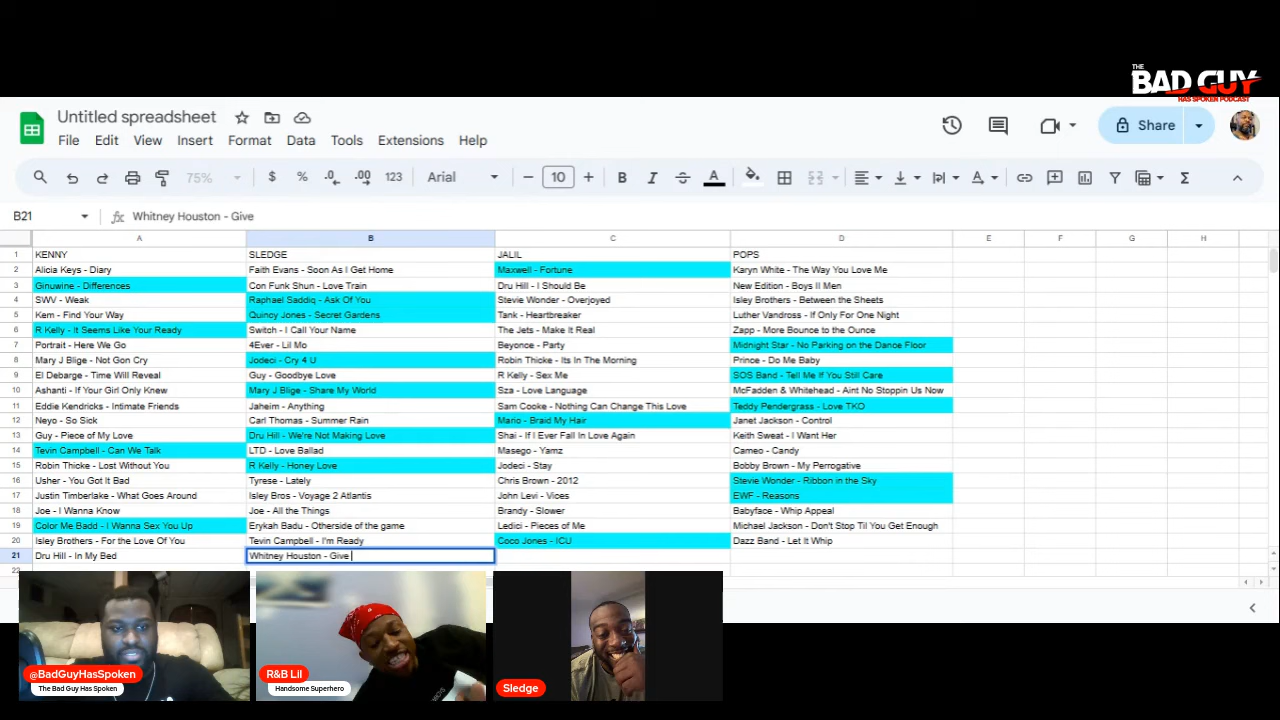 THE
BAD GUY
HAS SPOKEN PODCAST
Untitled spreadsheet
File Edit View Insert Format Data Tools Extensions Help
Share
75% $ % .0 .00 123 Arial 10 B I S A
B21 fx Whitney Houston - Give
A B C D E F G H
1 KENNY SLEDGE JALIL POPS
2 Alicia Keys - Diary Faith Evans - Soon As I Get Home Maxwell - Fortune Karyn White - The Way You Love Me
3 Ginuwine - Differences Con Funk Shun - Love Train Dru Hill - I Should Be New Edition - Boys II Men
4 SWV - Weak Raphael Saddiq - Ask Of You Stevie Wonder - Overjoyed Isley Brothers - Between the Sheets
5 Kem - Find Your Way Quincy Jones - Secret Gardens Tank - Heartbreaker Luther Vandross - If Only For One Night
6 R Kelly - It Seems Like Your Ready Switch - I Call Your Name The Jets - Make It Real Zapp - More Bounce to the Ounce
7 Portrait - Here We Go 4Ever - Lil Mo Beyonce - Party Midnight Star - No Parking on the Dance Floor
8 Mary J Blige - Not Gon Cry Jodeci - Cry 4 U Robin Thicke - Its In The Morning Prince - Do Me Baby
9 El Debarge - Time Will Reveal Guy - Goodbye Love R Kelly - Sex Me SOS Band - Tell Me If You Still Care
10 Ashanti - If Your Girl Only Knew Mary J Blige - Share My World Sza - Love Language McFadden & Whitehead - Aint No Stoppin Us Now
11 Eddie Kendricks - Intimate Friends Jaheim - Anything Sam Cooke - Nothing Can Change This Love Teddy Pendergrass - Love TKO
12 Neyo - So Sick Carl Thomas - Summer Rain Mario - Braid My Hair Janet Jackson - Control
13 Guy - Piece of My Love Dru Hill - We're Not Making Love Shai - If I Ever Fall In Love Again Keith Sweat - I Want Her
14 Tevin Campbell - Can We Talk LTD - Love Ballad Masego - Yamz Cameo - Candy
15 Robin Thicke - Lost Without You R Kelly - Honey Love Jodeci - Stay Bobby Brown - My Perrogative
16 Usher - You Got It Bad Tyrese - Lately Chris Brown - 2012 Stevie Wonder - Ribbon in the Sky
17 Justin Timberlake - What Goes Around Isley Bros - Voyage 2 Atlantis John Levi - Vices EWF - Reasons
18 Joe - I Wanna Know Joe - All the Things Brandy - Slower Babyface - Whip Appeal
19 Color Me Badd - I Wanna Sex You Up Erykah Badu - Otherside of the game Ledici - Pieces of Me Michael Jackson - Don't Stop Til You Get Enough
20 Isley Brothers - For the Love Of You Tevin Campbell - I'm Ready Coco Jones - ICU Dazz Band - Let It Whip
21 Dru Hill - In My Bed Whitney Houston - Give
22
@BadGuyHasSpoken
The Bad Guy Has Spoken
R&B Lil
Handsome Superhero
Sledge